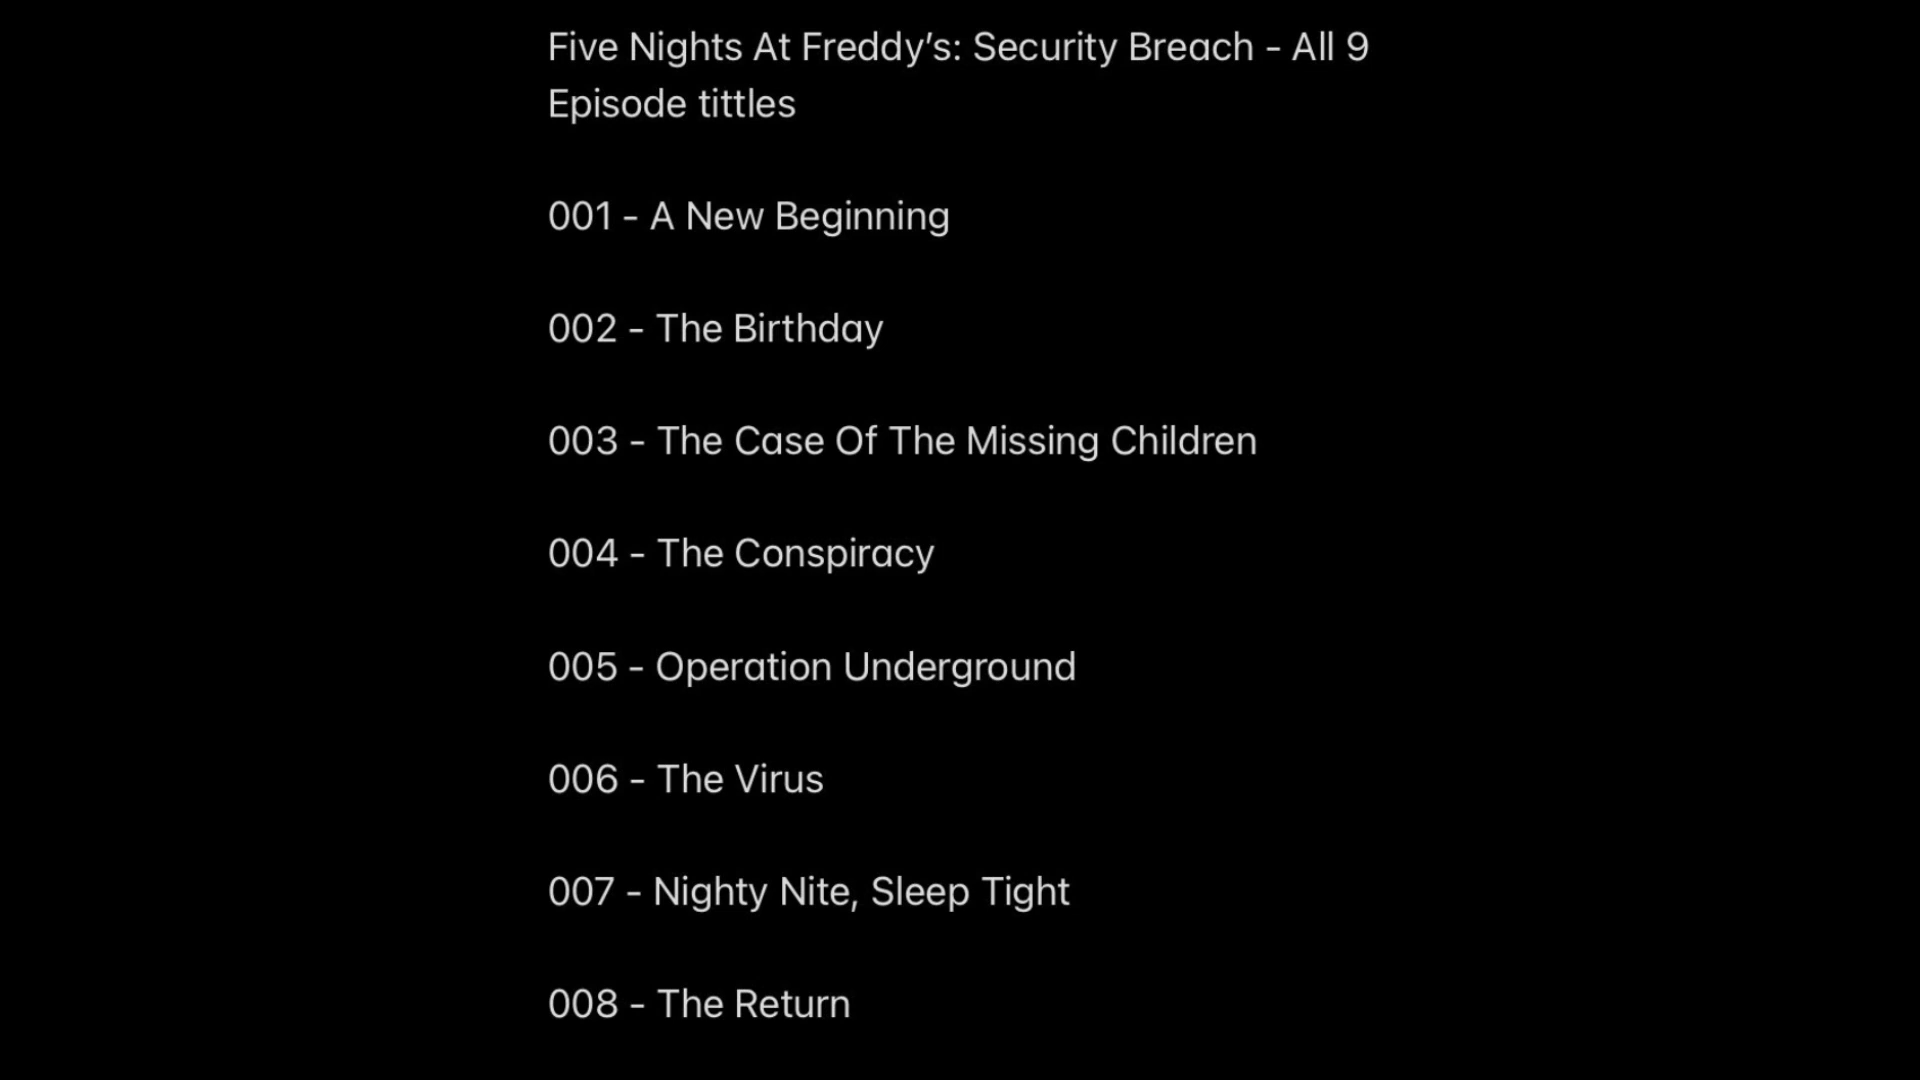 Five Nights At Freddy’s: Security Breach - All 9
Episode tittles
001 - A New Beginning
002 - The Birthday
003 - The Case Of The Missing Children
004 - The Conspiracy
005 - Operation Underground
006 - The Virus
007 - Nighty Nite, Sleep Tight
008 - The Return